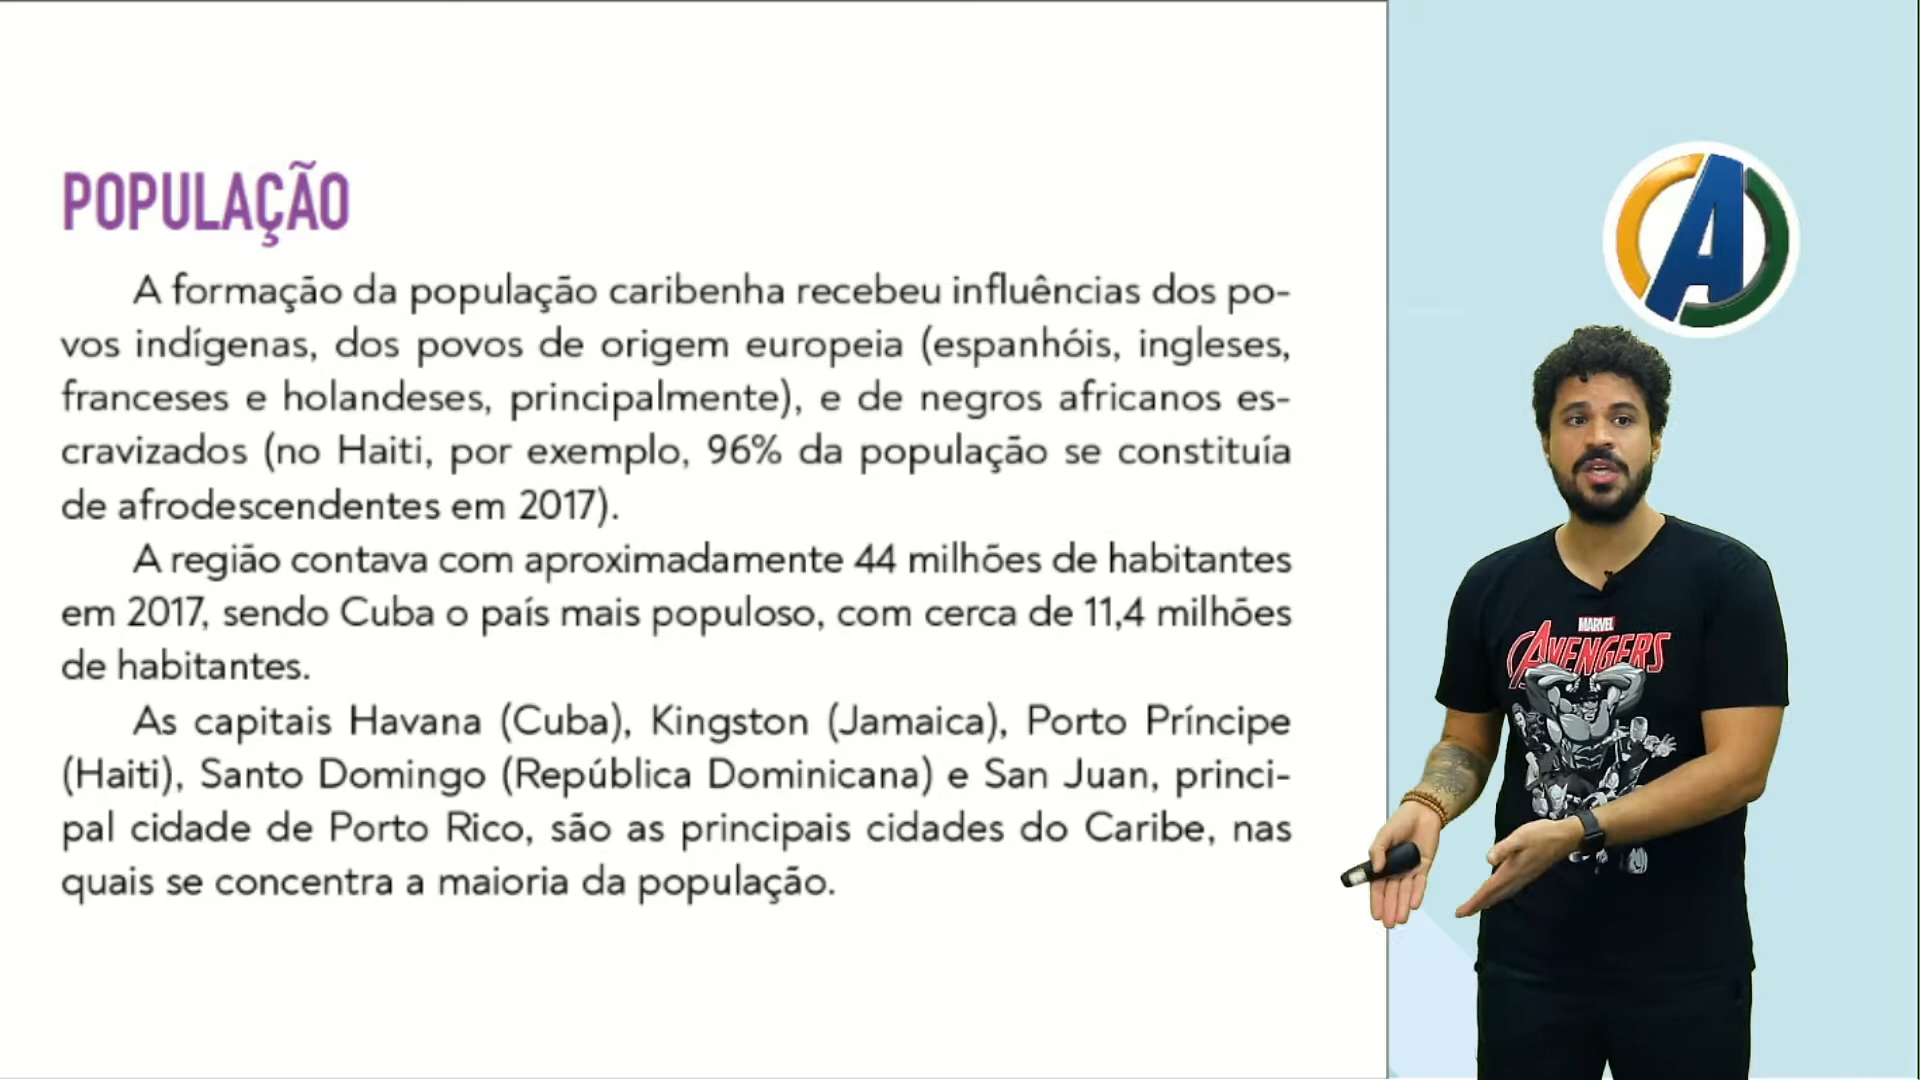 POPULAÇÃO
A formação da população caribenha recebeu influências dos po-
vos indígenas, dos povos de origem europeia (espanhóis, ingleses,
franceses e holandeses, principalmente), e de negros africanos es-
cravizados (no Haiti, por exemplo, 96% da população se constituía
de afrodescendentes em 2017).
A região contava com aproximadamente 44 milhões de habitantes
em 2017, sendo Cuba o país mais populoso, com cerca de 11,4 milhões
de habitantes.
As capitais Havana (Cuba), Kingston (Jamaica), Porto Príncipe
(Haiti), Santo Domingo (República Dominicana) e San Juan, princi-
pal cidade de Porto Rico, são as principais cidades do Caribe, nas
quais se concentra a maioria da população.
A
MARVEL
AVENGERS